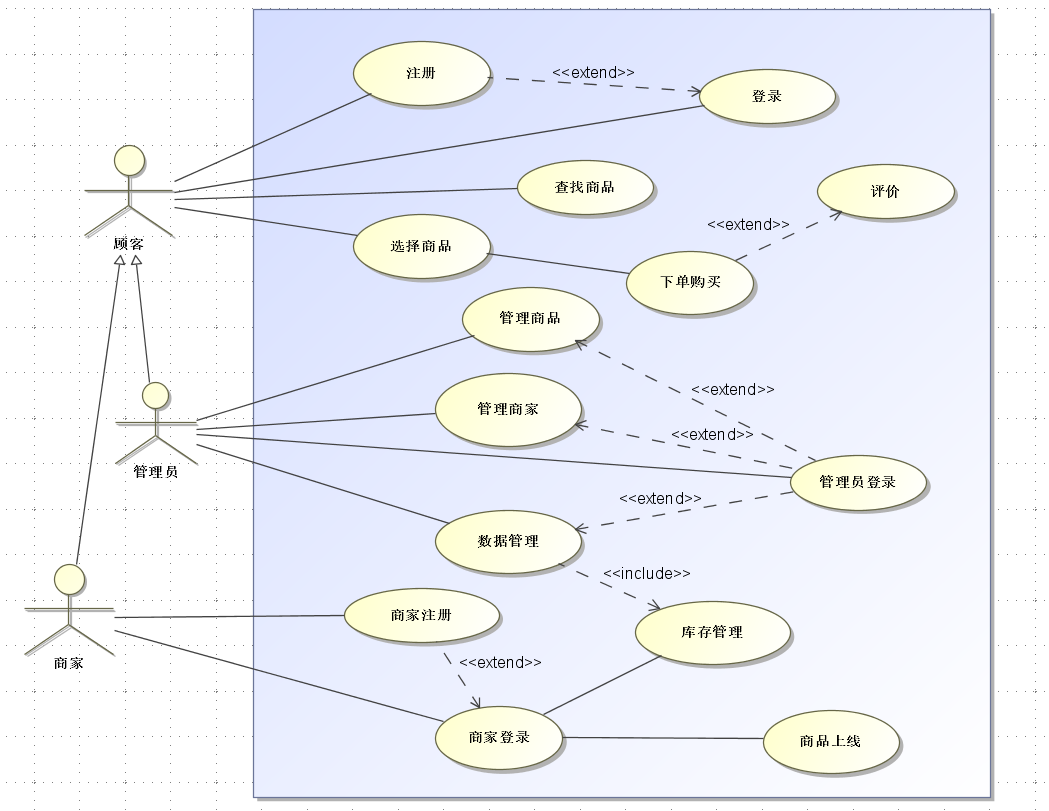 注册
<<extend>>
登录
查找商品
评价
<<extend>>
顾客
选择商品
下单购买
管理商品
<<extend>>
管理商家
<<extend>>
管理员
管理员登录
<<extend>>
数据管理
<<include>>
商家注册
库存管理
商家
<<extend>>
商家登录
商品上线